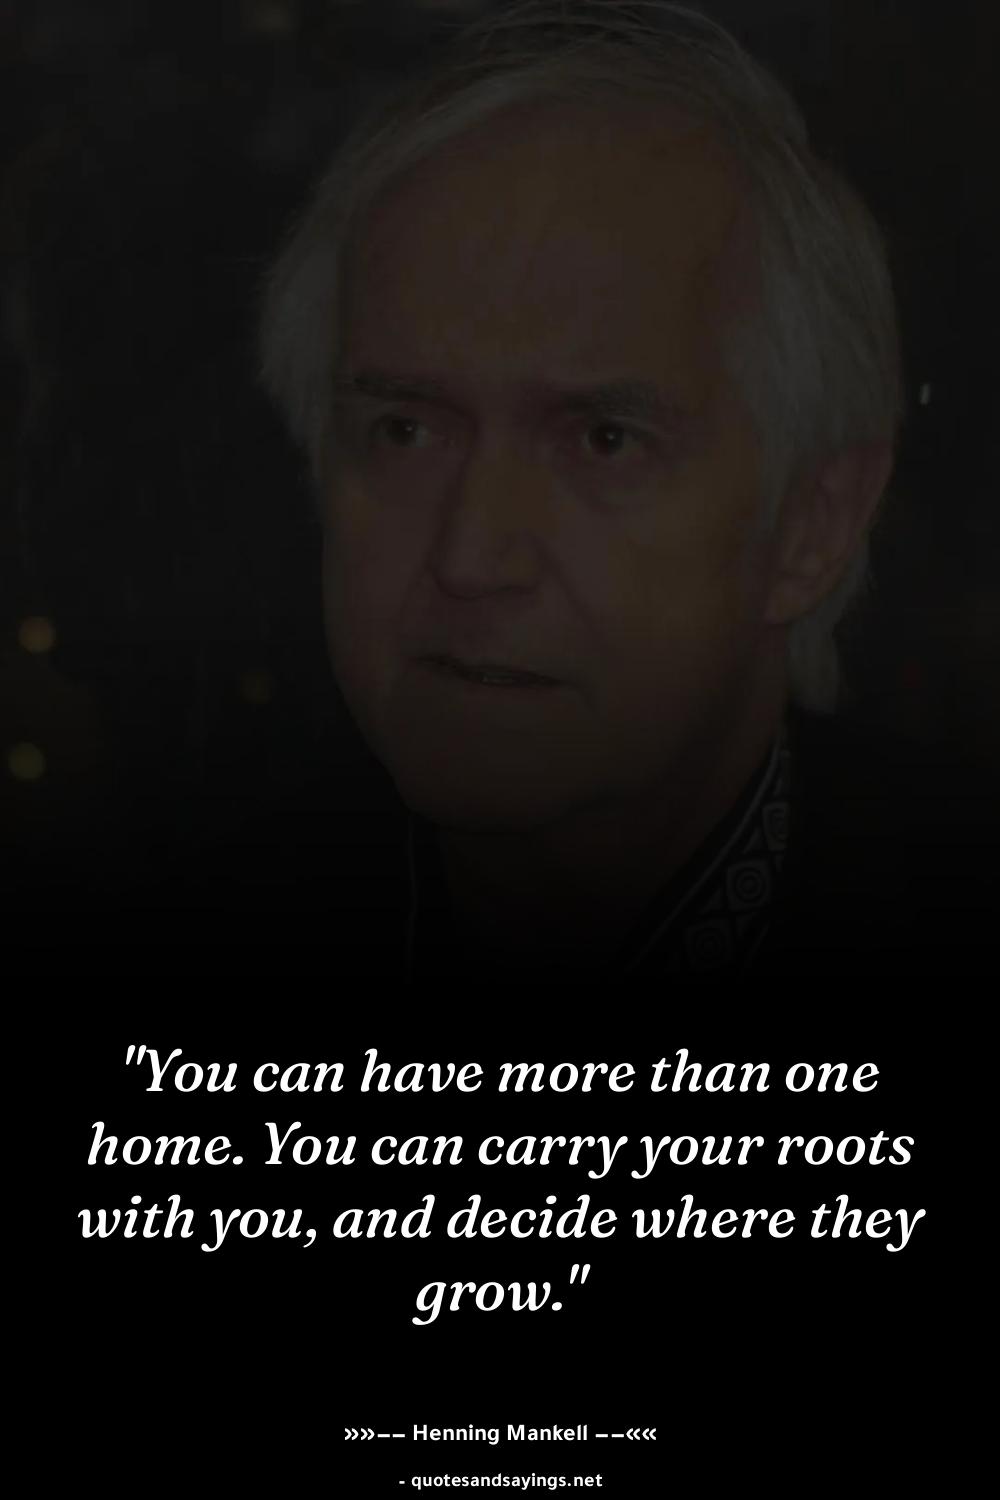 "You can have more than one
home. You can carry your roots
with you, and decide where they
grow."
»»−− Henning Mankell −−««
- quotesandsayings.net